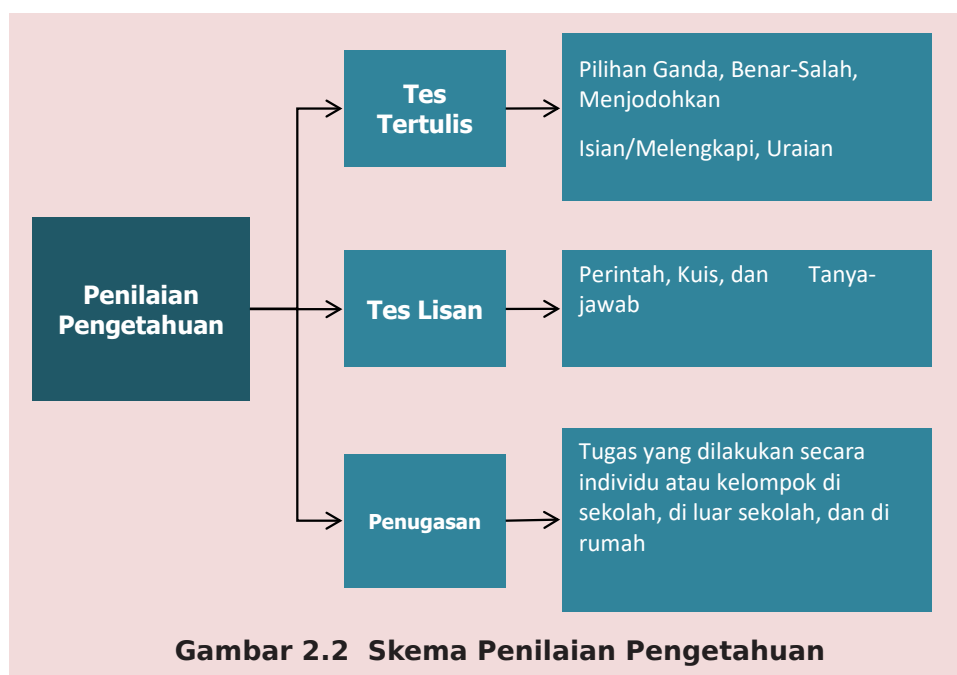 Tes
Tertulis
Pilihan Ganda, Benar-Salah,
Menjodohkan
Isian/Melengkapi, Uraian
Penilaian
Pengetahuan
Tes Lisan
Perintah, Kuis, dan Tanya-
jawab
Penugasan
Tugas yang dilakukan secara
individu atau kelompok di
sekolah, di luar sekolah, dan di
rumah
Gambar 2.2 Skema Penilaian Pengetahuan